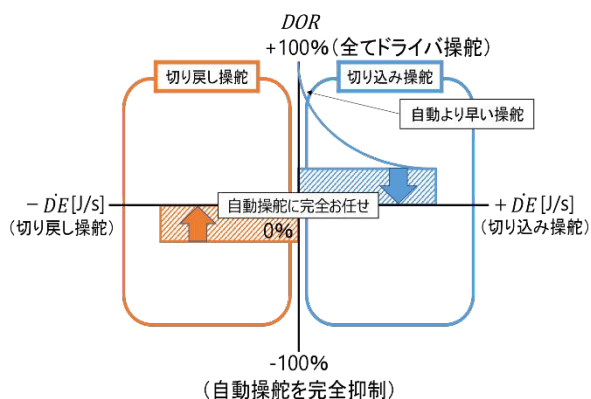 DOR
+100%(全てドライバ操舵)
切り戻し操舵
切り込み操舵
自動より早い操舵
− ḊE[J/s]
(切り戻し操舵)
自動操舵に完全お任せ
+ ḊE[J/s]
(切り込み操舵)
0%
-100%
(自動操舵を完全抑制)